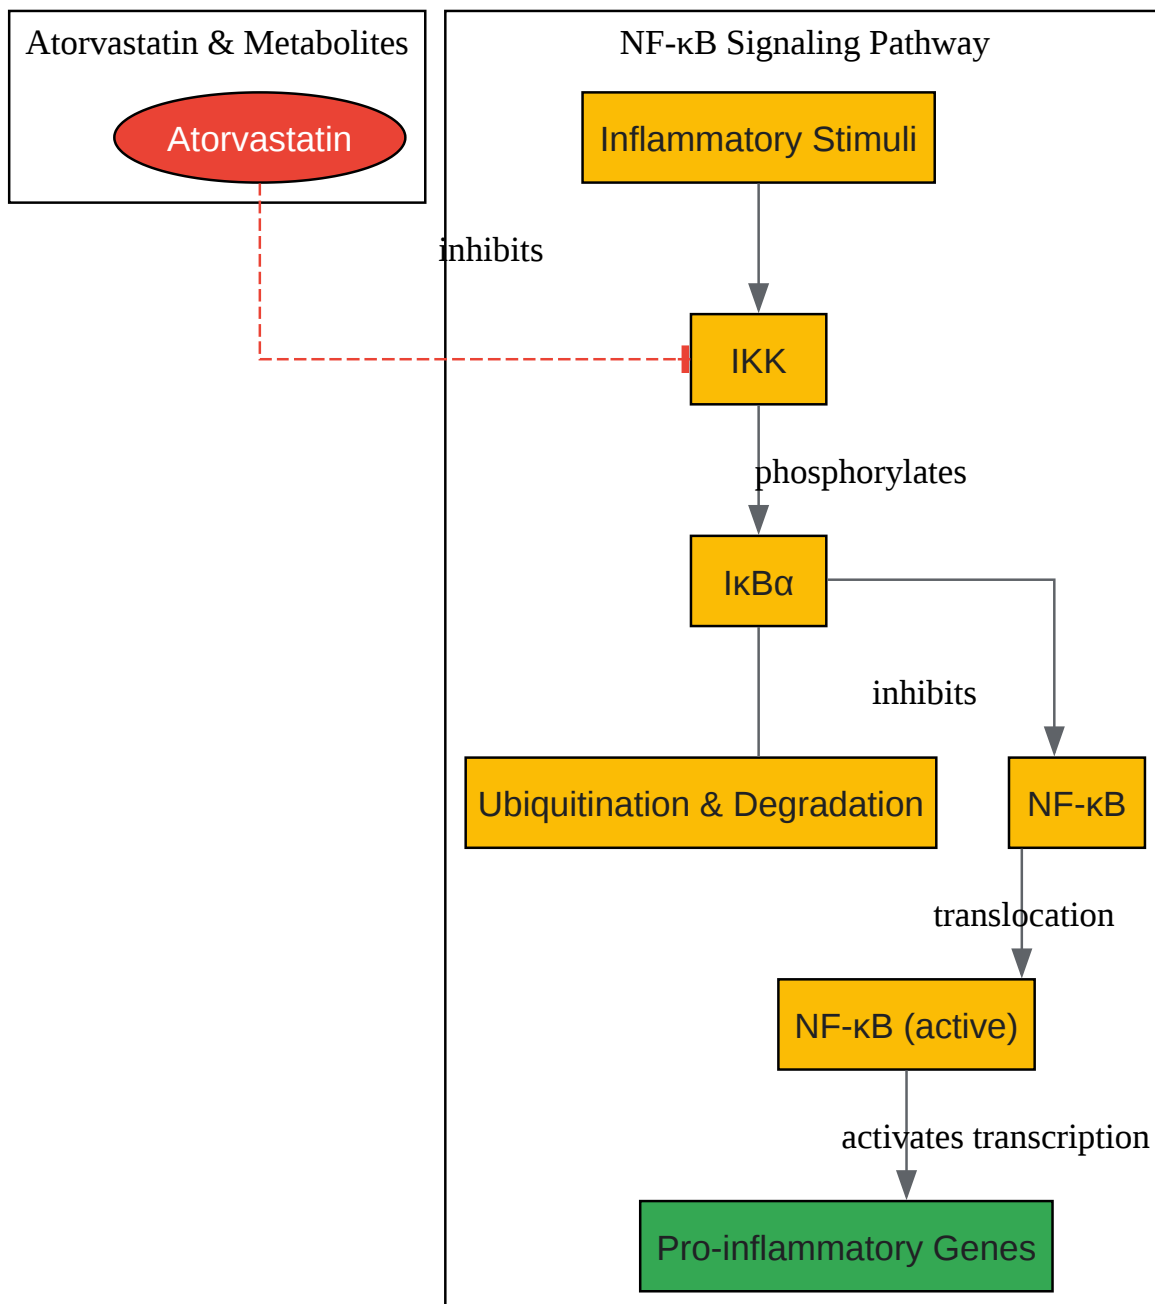 Atorvastatin & Metabolites
Atorvastatin
inhibits
NF-κB Signaling Pathway
Inflammatory Stimuli
IKK
phosphorylates
IκBα
inhibits
Ubiquitination & Degradation
NF-κB
translocation
NF-κB (active)
activates transcription
Pro-inflammatory Genes